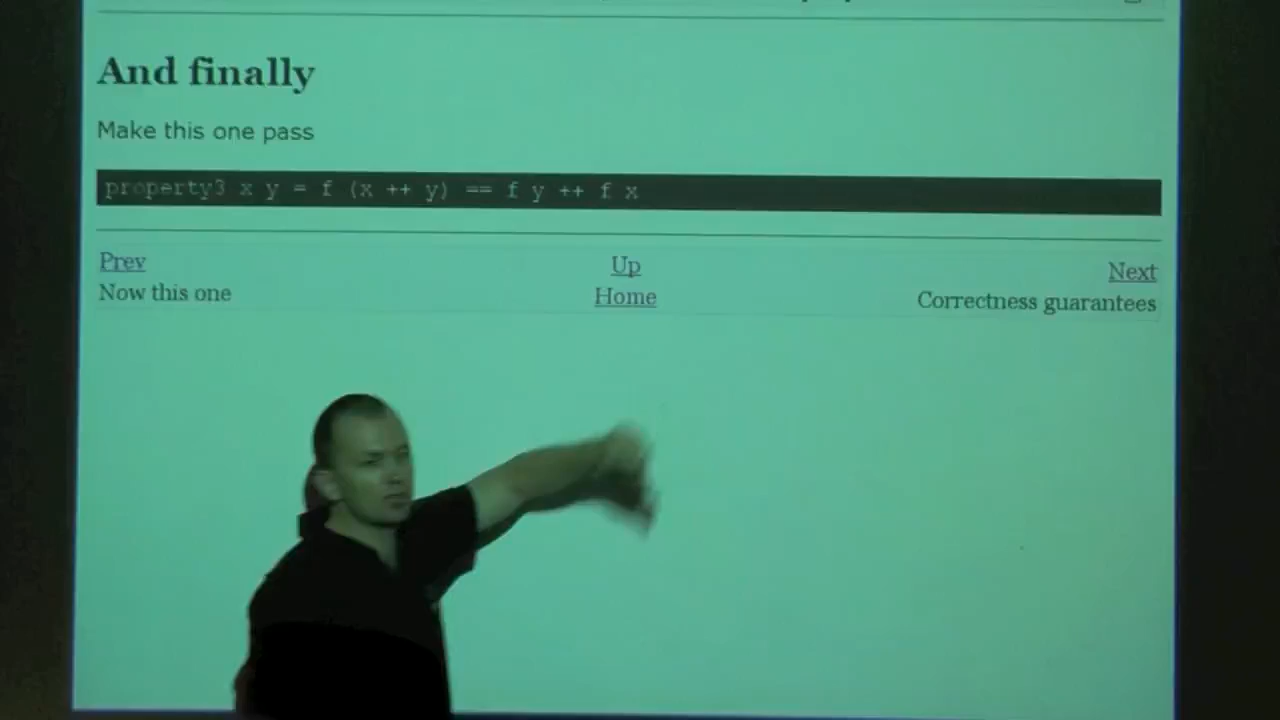 And finally
Make this one pass
property3 x y = f (x ++ y) == f y ++ f x
Prev Up Next
Now this one Home Correctness guarantees